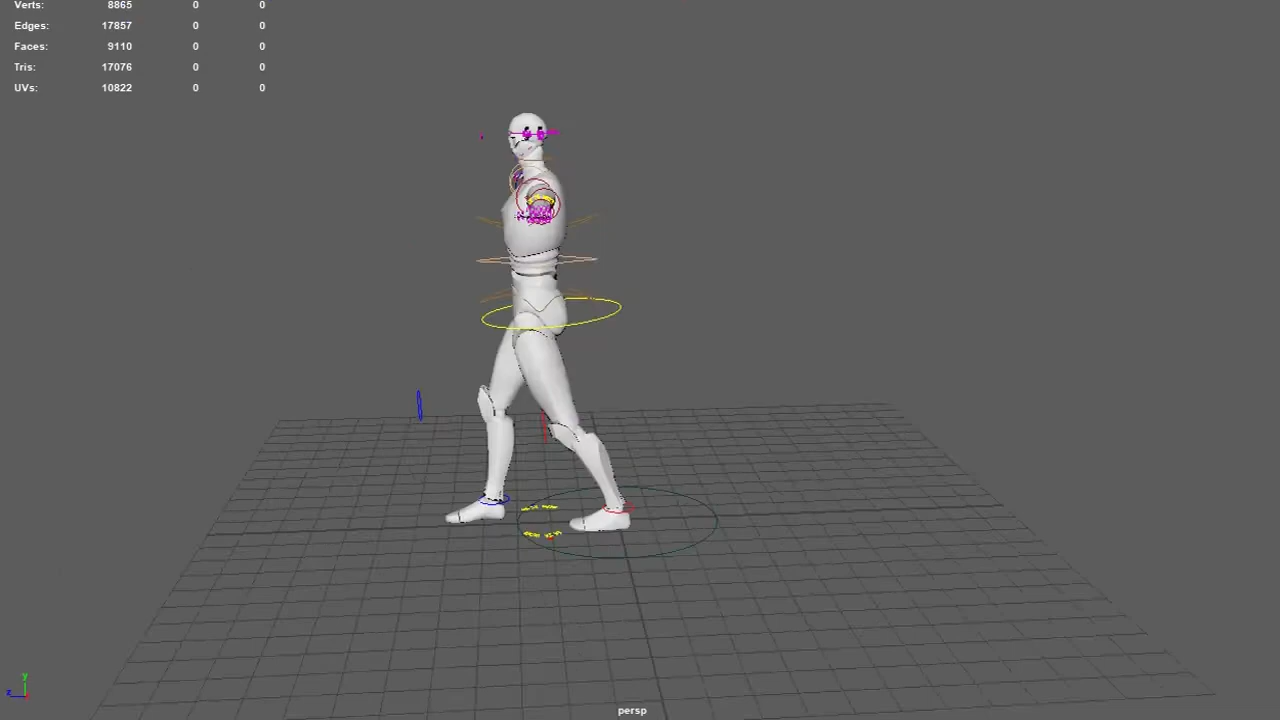 Verts: 8865 0 0
Edges: 17857 0 0
Faces: 9110 0 0
Tris: 17076 0 0
UVs: 10822 0 0
y
z
persp